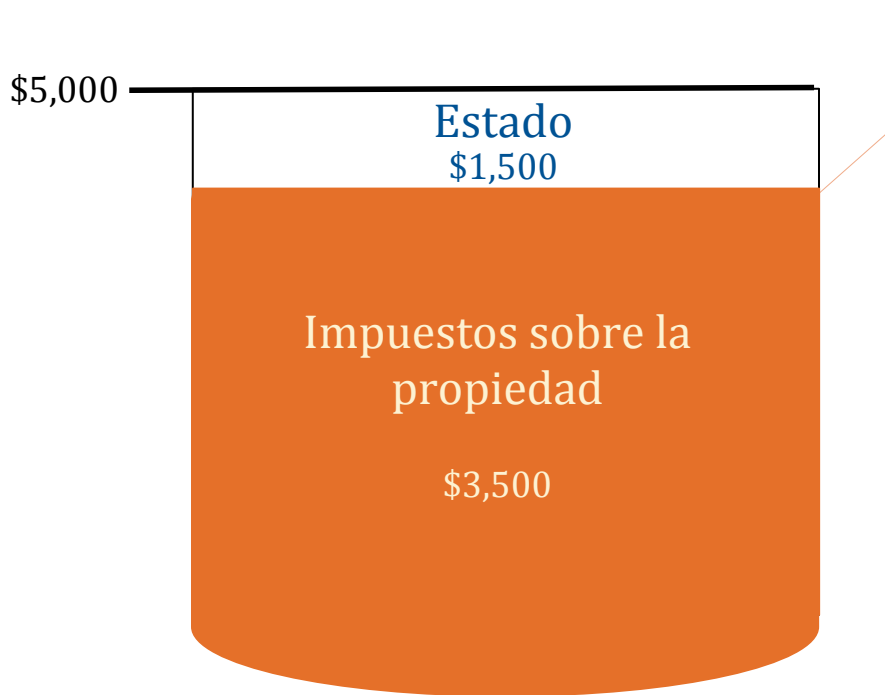 $5,000
Estado
$1,500
Impuestos sobre la
propiedad
$3,500